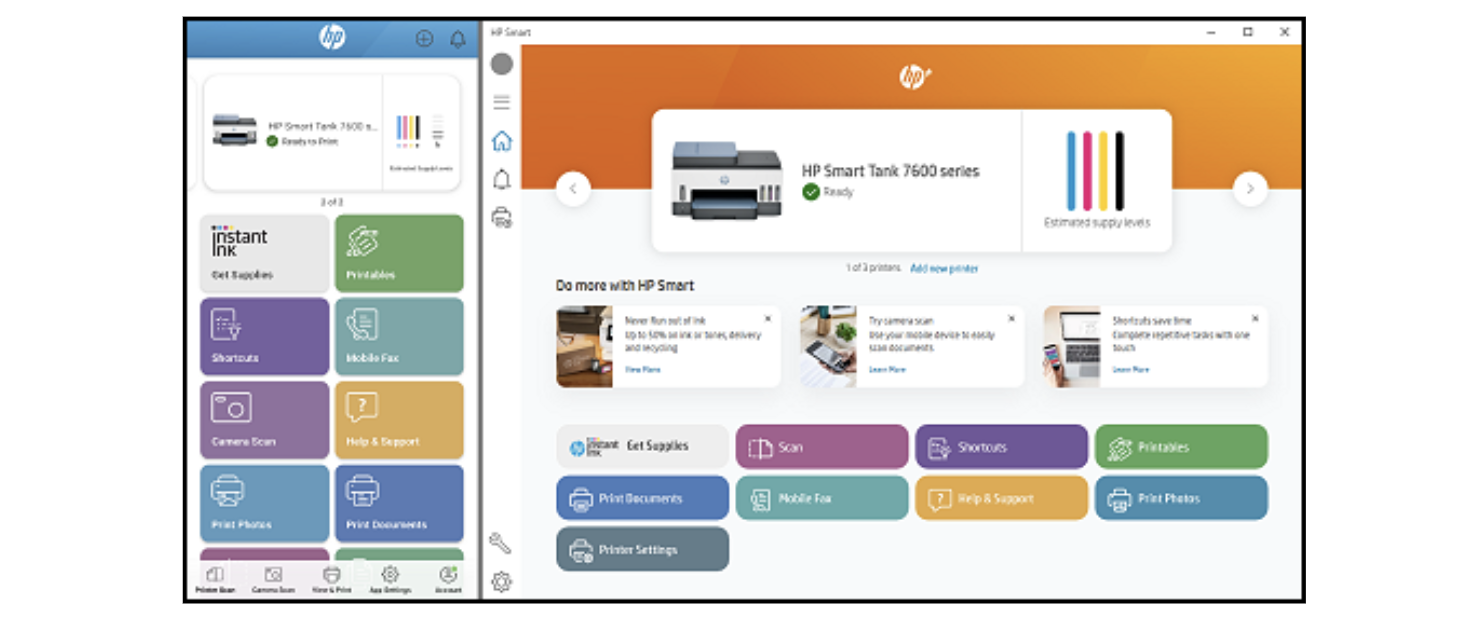 hp
HP Smart Tank 7600 s...
Ready to Print
Estimated Supply Levels
instant
ink
Get Supplies
Printables
Shortcuts
Mobile Fax
Camera Scan
Help & Support
Print Photos
Print Documents
Printer Scan
Camera Scan
View & Print
App Settings
Account
HP Smart
hp+
HP Smart Tank 7600 series
Ready
Estimated supply levels
1 of 3 printers. Add new printer
Do more with HP Smart
Never Run out of Ink
Up to 50% on ink or toner, delivery
and recycling
View Plans
Try camera scan
Use your mobile device to easily
scan documents
Learn More
Shortcuts save time
Complete repetitive tasks with one
touch
Learn More
hp instant
ink
Get Supplies
Scan
Shortcuts
Printables
Print Documents
Mobile Fax
Help & Support
Print Photos
Printer Settings